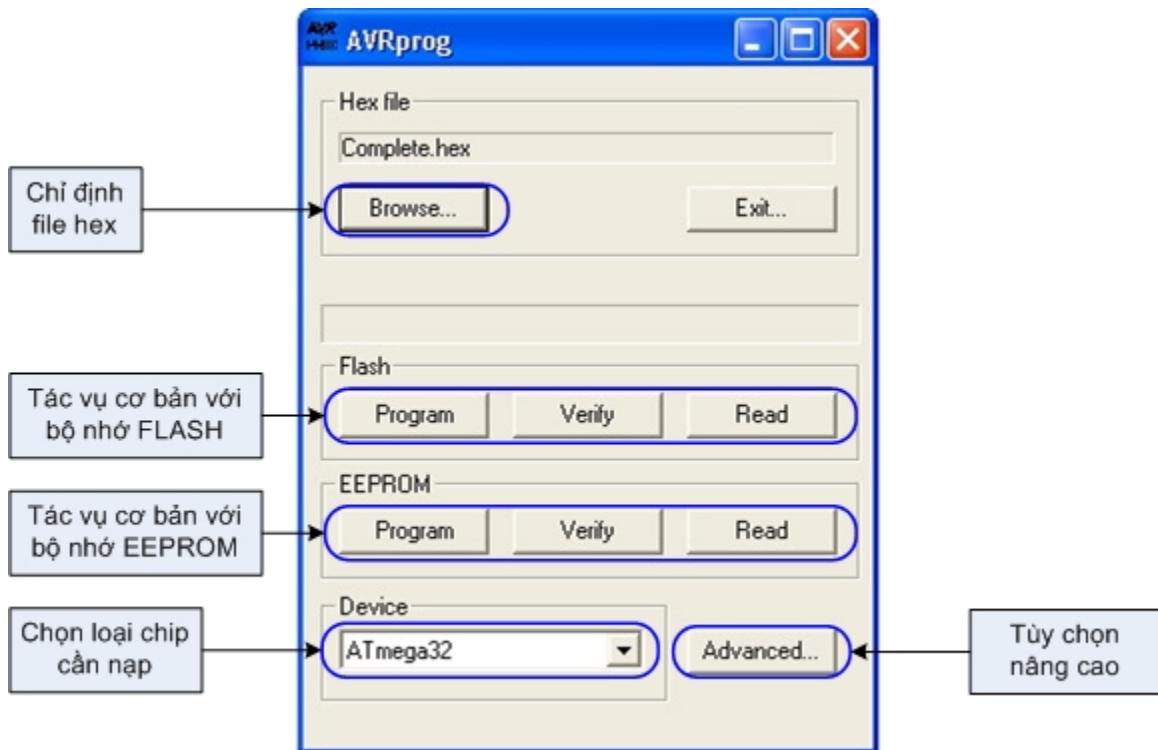 AVRprog
Hex file
Complete.hex
Chỉ định
file hex
Browse...
Exit...
Flash
Tác vụ cơ bản với
bộ nhớ FLASH
Program
Verify
Read
EEPROM
Tác vụ cơ bản với
bộ nhớ EEPROM
Program
Verify
Read
Device
Chọn loại chip
cần nạp
ATmega32
Advanced...
Tùy chọn
nâng cao